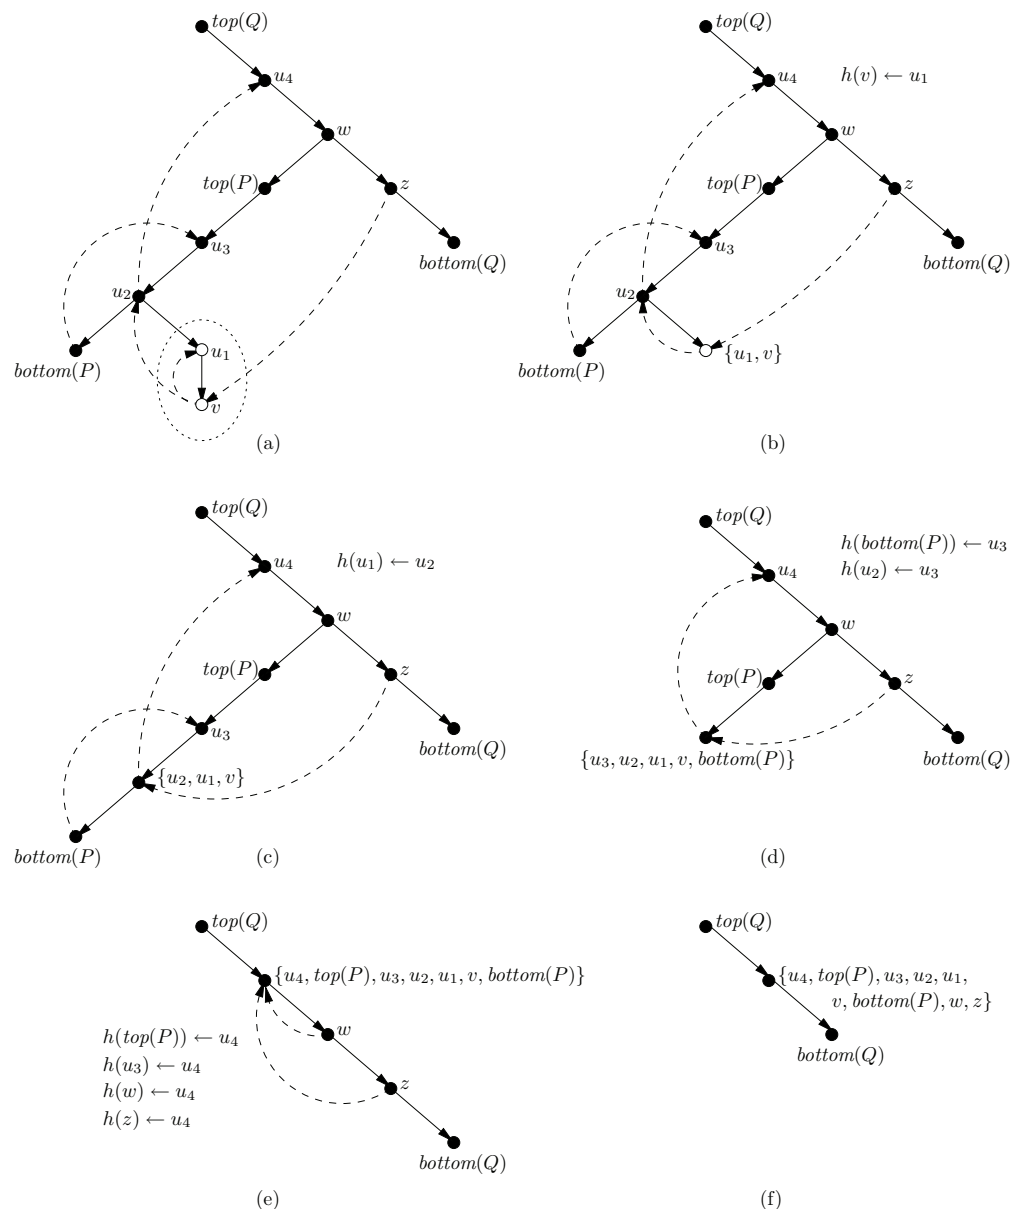 top(Q)
u₄
w
top(P)
z
u₃
bottom(Q)
u₂
u₁
bottom(P)
v
(a)
top(Q)
u₄
h(v) ← u₁
w
top(P)
z
u₃
bottom(Q)
u₂
{u₁, v}
bottom(P)
(b)
top(Q)
u₄
h(u₁) ← u₂
w
top(P)
z
u₃
bottom(Q)
{u₂, u₁, v}
bottom(P)
(c)
top(Q)
h(bottom(P)) ← u₃
u₄
h(u₂) ← u₃
w
top(P)
z
bottom(Q)
{u₃, u₂, u₁, v, bottom(P)}
(d)
top(Q)
{u₄, top(P), u₃, u₂, u₁, v, bottom(P)}
w
h(top(P)) ← u₄
h(u₃) ← u₄
z
h(w) ← u₄
h(z) ← u₄
bottom(Q)
(e)
top(Q)
{u₄, top(P), u₃, u₂, u₁,
v, bottom(P), w, z}
bottom(Q)
(f)